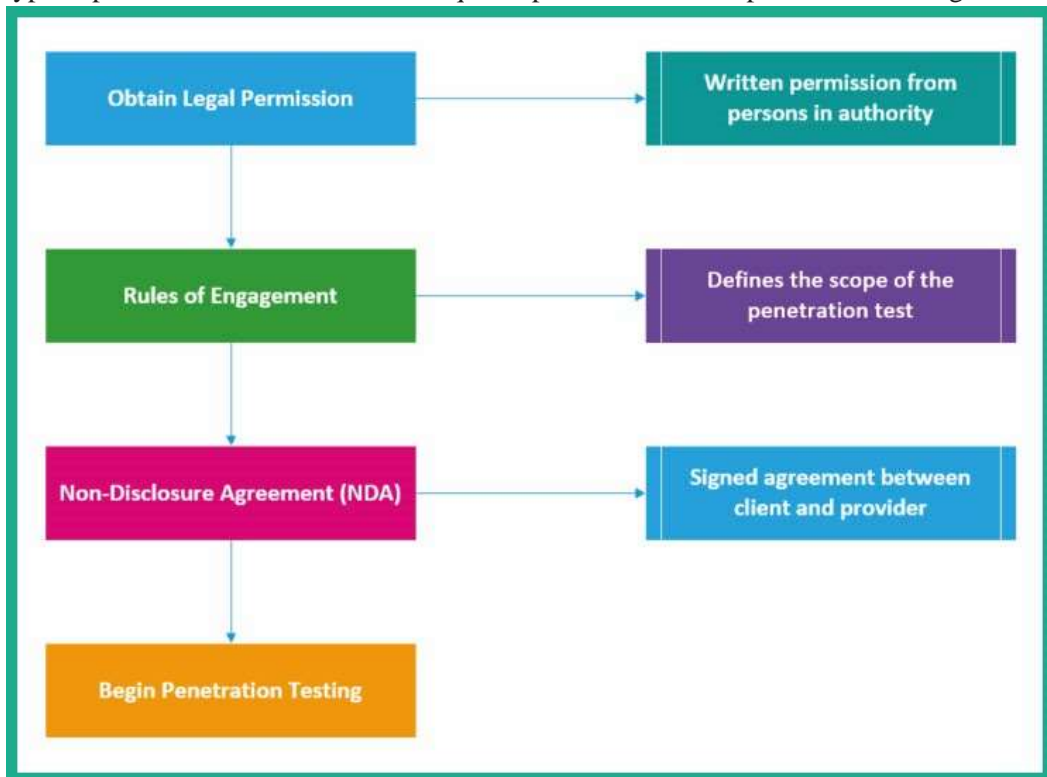 Obtain Legal Permission
Written permission from
persons in authority
Rules of Engagement
Defines the scope of the
penetration test
Non-Disclosure Agreement (NDA)
Signed agreement between
client and provider
Begin Penetration Testing